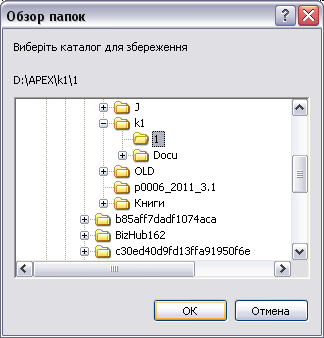 Обзор папок
Виберіть каталог для збереження
D:\APEX\k1\1
J
k1
1
Docu
OLD
p0006_2011_3.1
Книги
b85aff7dadf1074aca
BizHub162
c30ed40d9fd13ffa91950f6e
OK
Отмена